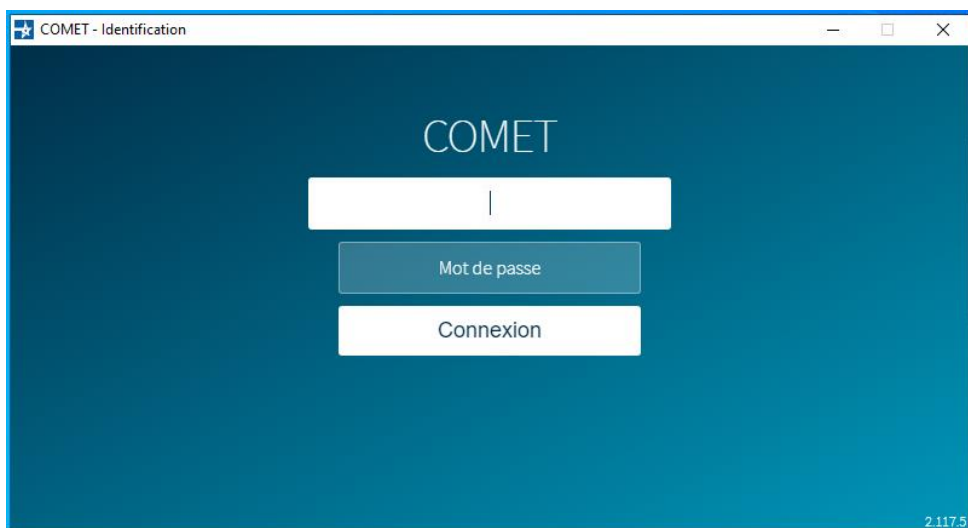 COMET - Identification
COMET
Mot de passe
Connexion
2.117.5